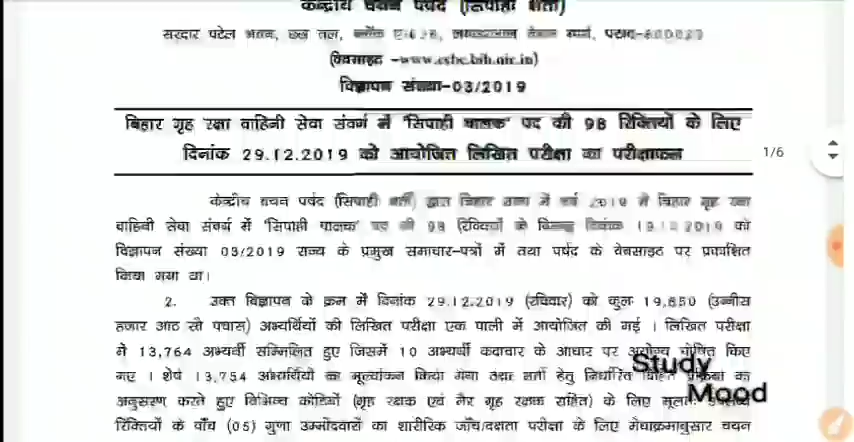 केन्द्रीय चयन पर्षद (सिपाही भर्ती)
सरदार पटेल भवन, छठा तल, ब्लॉक पटना-800023
(वेबसाइट -www.csbc.bih.nic.in)
विज्ञापन संख्या-03/2019
बिहार गृह रक्षा वाहिनी सेवा संवर्ग में 'सिपाही चालक' पद की 98 रिक्तियों के लिए
दिनांक 29.12.2019 को आयोजित लिखित परीक्षा का परीक्षाफल
1/6
केन्द्रीय चयन पर्षद (सिपाही भर्ती) द्वारा बिहार राज्य में वर्ष 2019 में बिहार गृह रक्षा
वाहिनी सेवा संवर्ग में 'सिपाही चालक' पद की 98 (रिक्तियों के विरूद्ध दिनांक 2019 को
विज्ञापन संख्या 03/2019 राज्य के प्रमुख समाचार-पत्रों में तथा पर्षद के वेबसाइट पर प्रकाशित
किया गया था।
2. उक्त विज्ञापन के क्रम में दिनांक 29.12.2019 (रविवार) को कुल 19,850 (उन्नीस
हजार आठ सौ पचास) अभ्यर्थियों की लिखित परीक्षा एक पाली में आयोजित की गई । लिखित परीक्षा
में 13,764 अभ्यर्थी सम्मिलित हुए जिसमें 10 अभ्यर्थी कदाचार के आधार पर अयोग्य घोषित किए
गए । शेष 13,754 अभ्यर्थियों का मूल्यांकन किया गया तथा भर्ती हेतु निर्धारित विहित का
अनुसरण करते हुए विभिन्न कोटियों (गृह रक्षक एवं गैर गृह रक्षक सहित) के लिए
रिक्तियों के पाँच (05) गुणा उम्मीदवारों का शारीरिक जाँच/दक्षता परीक्षा के लिए मेधाक्रमानुसार चयन
Study
Mood